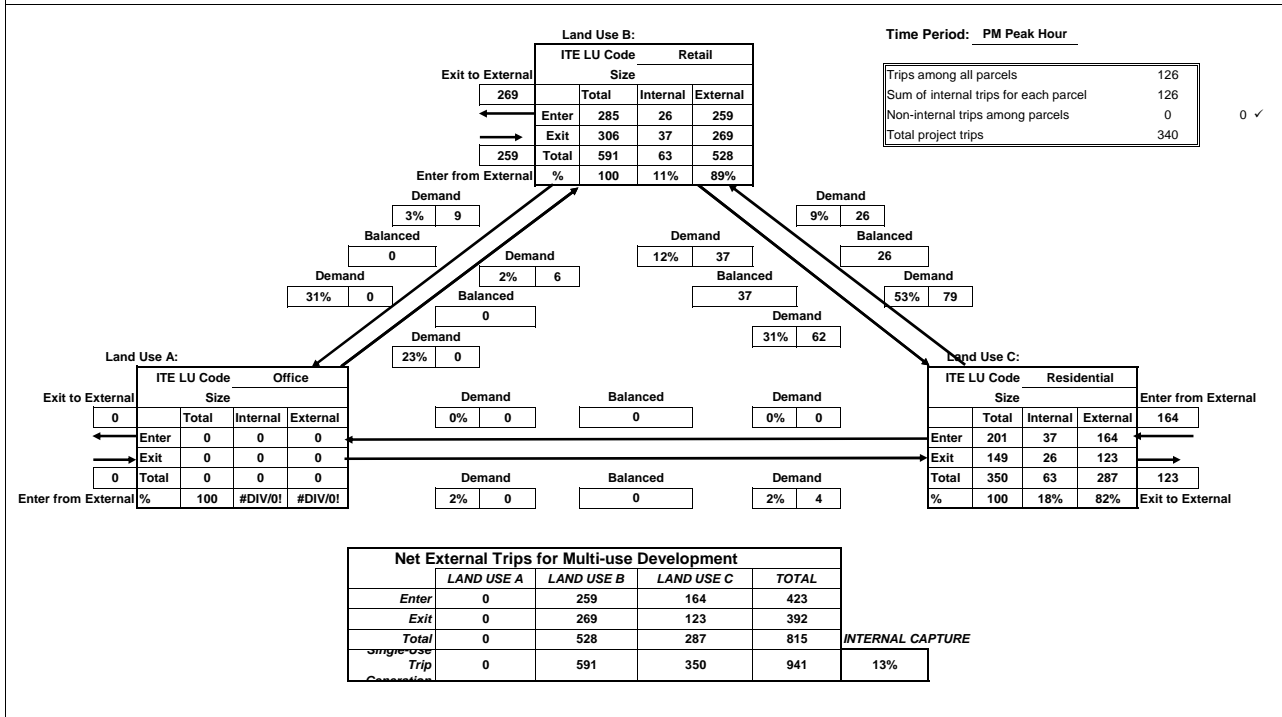 Land Use B:
Time Period: PM Peak Hour
ITE LU Code Retail
Exit to External Size
269 Total Internal External
Enter 285 26 259
Exit 306 37 269
259 Total 591 63 528
Enter from External % 100 11% 89%
Trips among all parcels 126
Sum of internal trips for each parcel 126
Non-internal trips among parcels 0 0 ✓
Total project trips 340
Demand
3% 9
Balanced
0
Demand
31% 0
Demand
2% 6
Balanced
0
Demand
23% 0
Demand
12% 37
Balanced
37
Demand
31% 62
Demand
9% 26
Balanced
26
Demand
53% 79
Land Use A:
ITE LU Code Office
Exit to External Size
0 Total Internal External
Enter 0 0 0
Exit 0 0 0
0 Total 0 0 0
Enter from External % 100 #DIV/0! #DIV/0!
Demand Balanced Demand
0% 0 0 0% 0
Demand Balanced Demand
2% 0 0 2% 4
Land Use C:
ITE LU Code Residential
Size Enter from External
Total Internal External 164
Enter 201 37 164
Exit 149 26 123
Total 350 63 287 123
% 100 18% 82% Exit to External
Net External Trips for Multi-use Development
LAND USE A LAND USE B LAND USE C TOTAL
Enter 0 259 164 423
Exit 0 269 123 392
Total 0 528 287 815 INTERNAL CAPTURE
Single-Use
Trip 0 591 350 941 13%
Generation